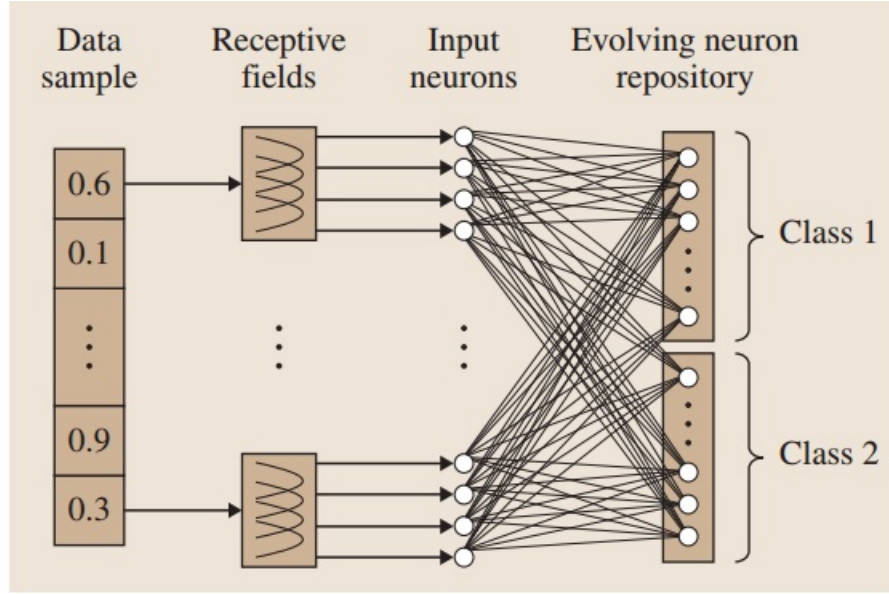 Data
sample
Receptive
fields
Input
neurons
Evolving neuron
repository
0.6
0.1
0.9
0.3
Class 1
Class 2